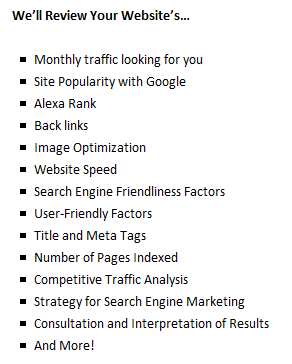 We'll Review Your Website's...
▪ Monthly traffic looking for you
▪ Site Popularity with Google
▪ Alexa Rank
▪ Back links
▪ Image Optimization
▪ Website Speed
▪ Search Engine Friendliness Factors
▪ User-Friendly Factors
▪ Title and Meta Tags
▪ Number of Pages Indexed
▪ Competitive Traffic Analysis
▪ Strategy for Search Engine Marketing
▪ Consultation and Interpretation of Results
▪ And More!